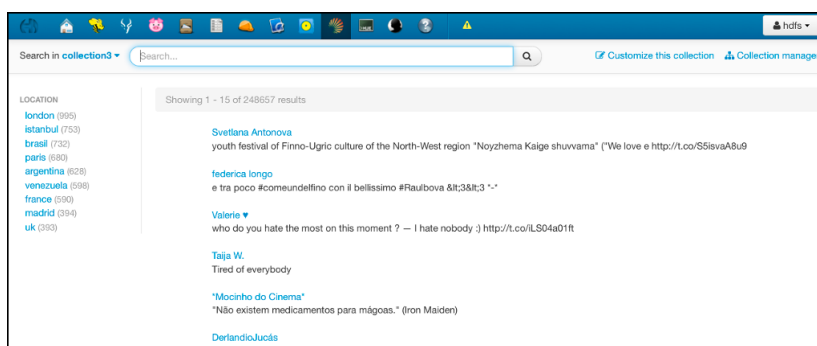 hdfs
Search in collection3
Search...
Customize this collection
Collection manage
LOCATION
london (995)
istanbul (753)
brasil (732)
paris (680)
argentina (628)
venezuela (598)
france (590)
madrid (394)
uk (393)
Showing 1 - 15 of 248657 results
Svetlana Antonova
youth festival of Finno-Ugric culture of the North-West region "Noyzhema Kaige shuvvama" ("We love e http://t.co/S5isvaA8u9
federica longo
e tra poco #comeundelfino con il bellissimo #Raulbova &lt;3&lt;3 *-*
Valerie ♥
who do you hate the most on this moment ? — I hate nobody :) http://t.co/iLS04a01ft
Taija W.
Tired of everybody
*Mocinho do Cinema*
"Não existem medicamentos para mágoas." (Iron Maiden)
DerlandioJucás